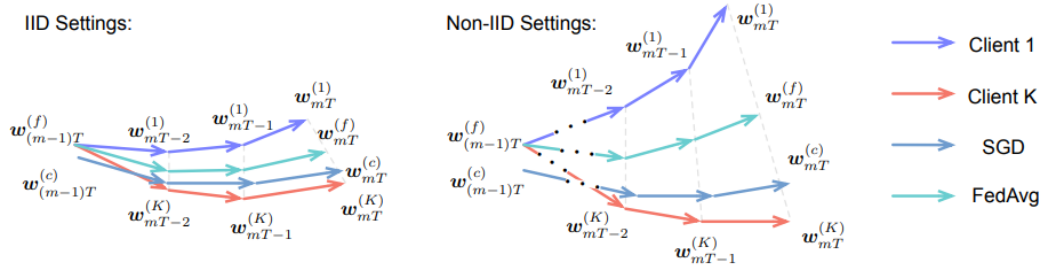 IID Settings:
w_{(m-1)T}^{(f)}
w_{(m-1)T}^{(c)}
w_{mT-2}^{(1)}
w_{mT-1}^{(1)}
w_{mT}^{(1)}
w_{mT}^{(f)}
w_{mT}^{(c)}
w_{mT}^{(K)}
w_{mT-2}^{(K)}
w_{mT-1}^{(K)}
Non-IID Settings:
w_{(m-1)T}^{(f)}
w_{(m-1)T}^{(c)}
w_{mT-2}^{(1)}
w_{mT-1}^{(1)}
w_{mT}^{(1)}
w_{mT}^{(f)}
w_{mT}^{(c)}
w_{mT}^{(K)}
w_{mT-2}^{(K)}
w_{mT-1}^{(K)}
Client 1
Client K
SGD
FedAvg